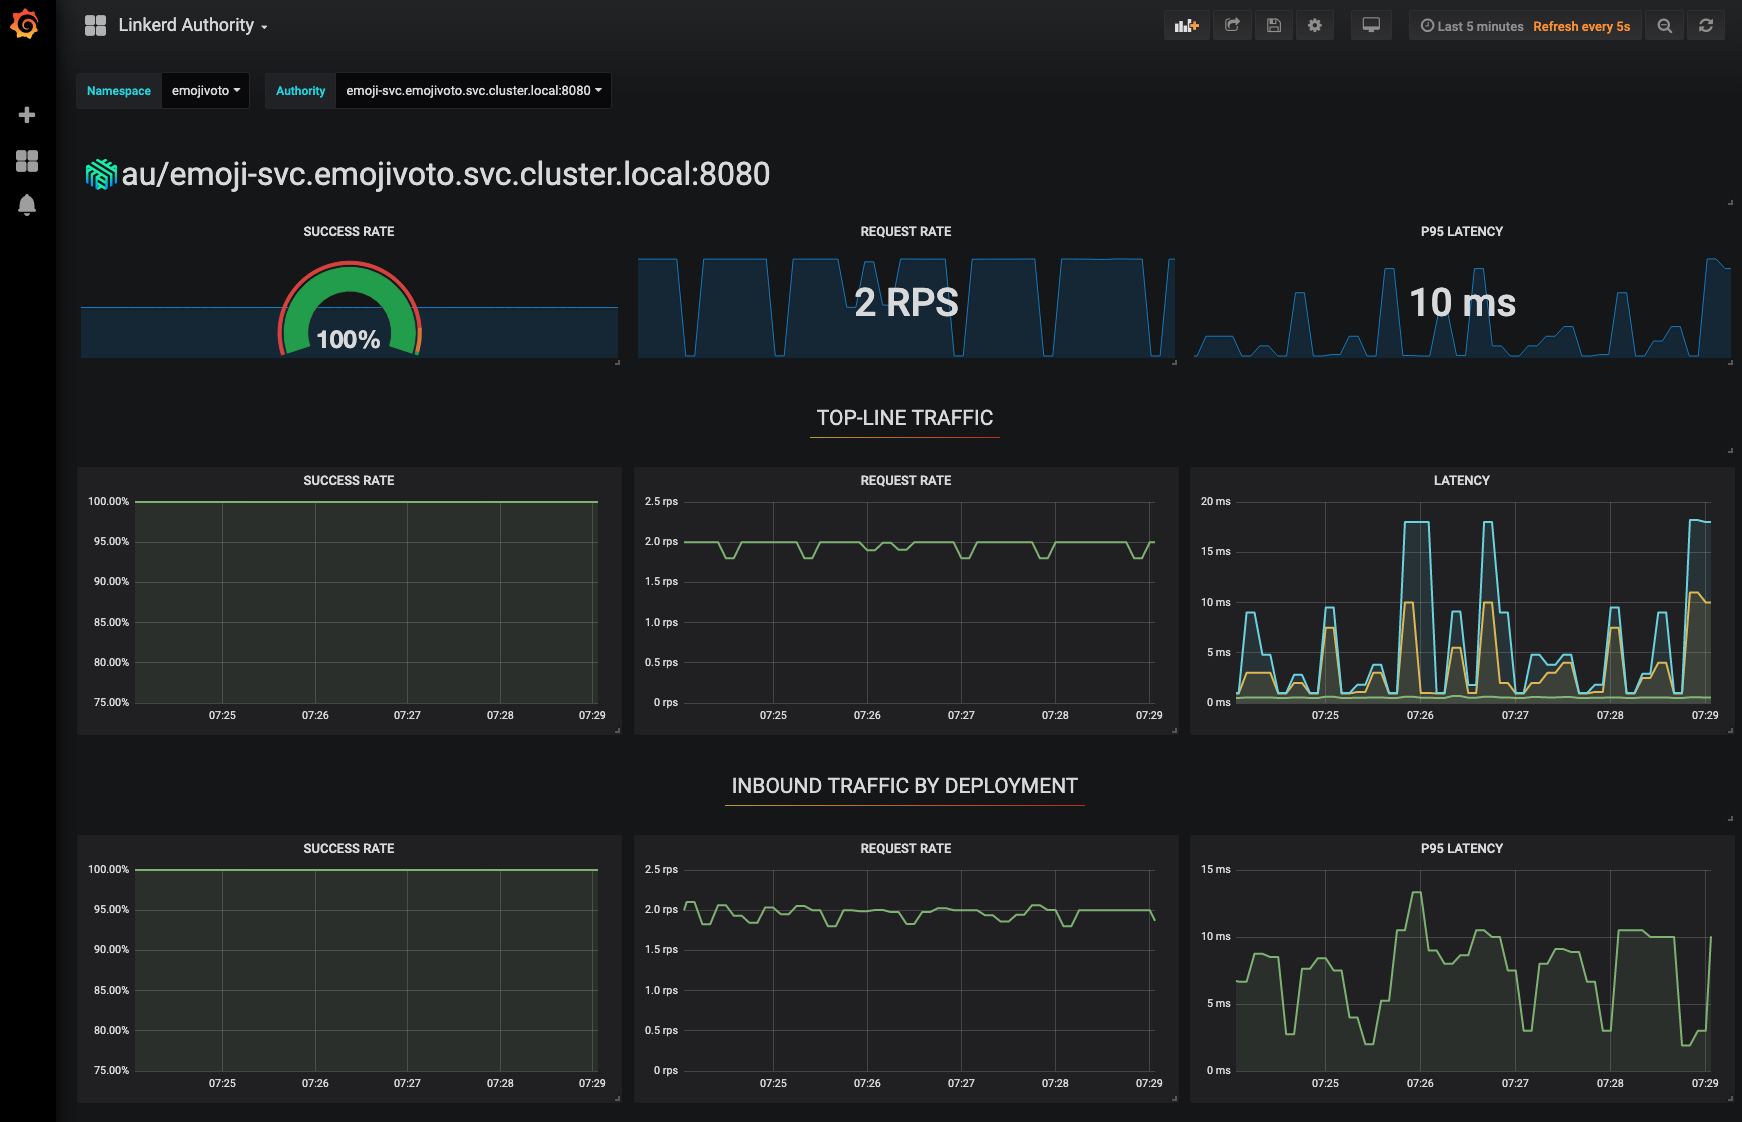 Linkerd Authority
Last 5 minutes Refresh every 5s
Namespace emojivoto Authority emoji-svc.emojivoto.svc.cluster.local:8080
au/emoji-svc.emojivoto.svc.cluster.local:8080
SUCCESS RATE
100%
REQUEST RATE
2 RPS
P95 LATENCY
10 ms
TOP-LINE TRAFFIC
SUCCESS RATE
100.00%
95.00%
90.00%
85.00%
80.00%
75.00%
07:25 07:26 07:27 07:28 07:29
REQUEST RATE
2.5 rps
2.0 rps
1.5 rps
1.0 rps
0.5 rps
0 rps
07:25 07:26 07:27 07:28 07:29
LATENCY
20 ms
15 ms
10 ms
5 ms
0 ms
07:25 07:26 07:27 07:28 07:29
INBOUND TRAFFIC BY DEPLOYMENT
SUCCESS RATE
100.00%
95.00%
90.00%
85.00%
80.00%
75.00%
07:25 07:26 07:27 07:28 07:29
REQUEST RATE
2.5 rps
2.0 rps
1.5 rps
1.0 rps
0.5 rps
0 rps
07:25 07:26 07:27 07:28 07:29
P95 LATENCY
15 ms
10 ms
5 ms
0 ms
07:25 07:26 07:27 07:28 07:29